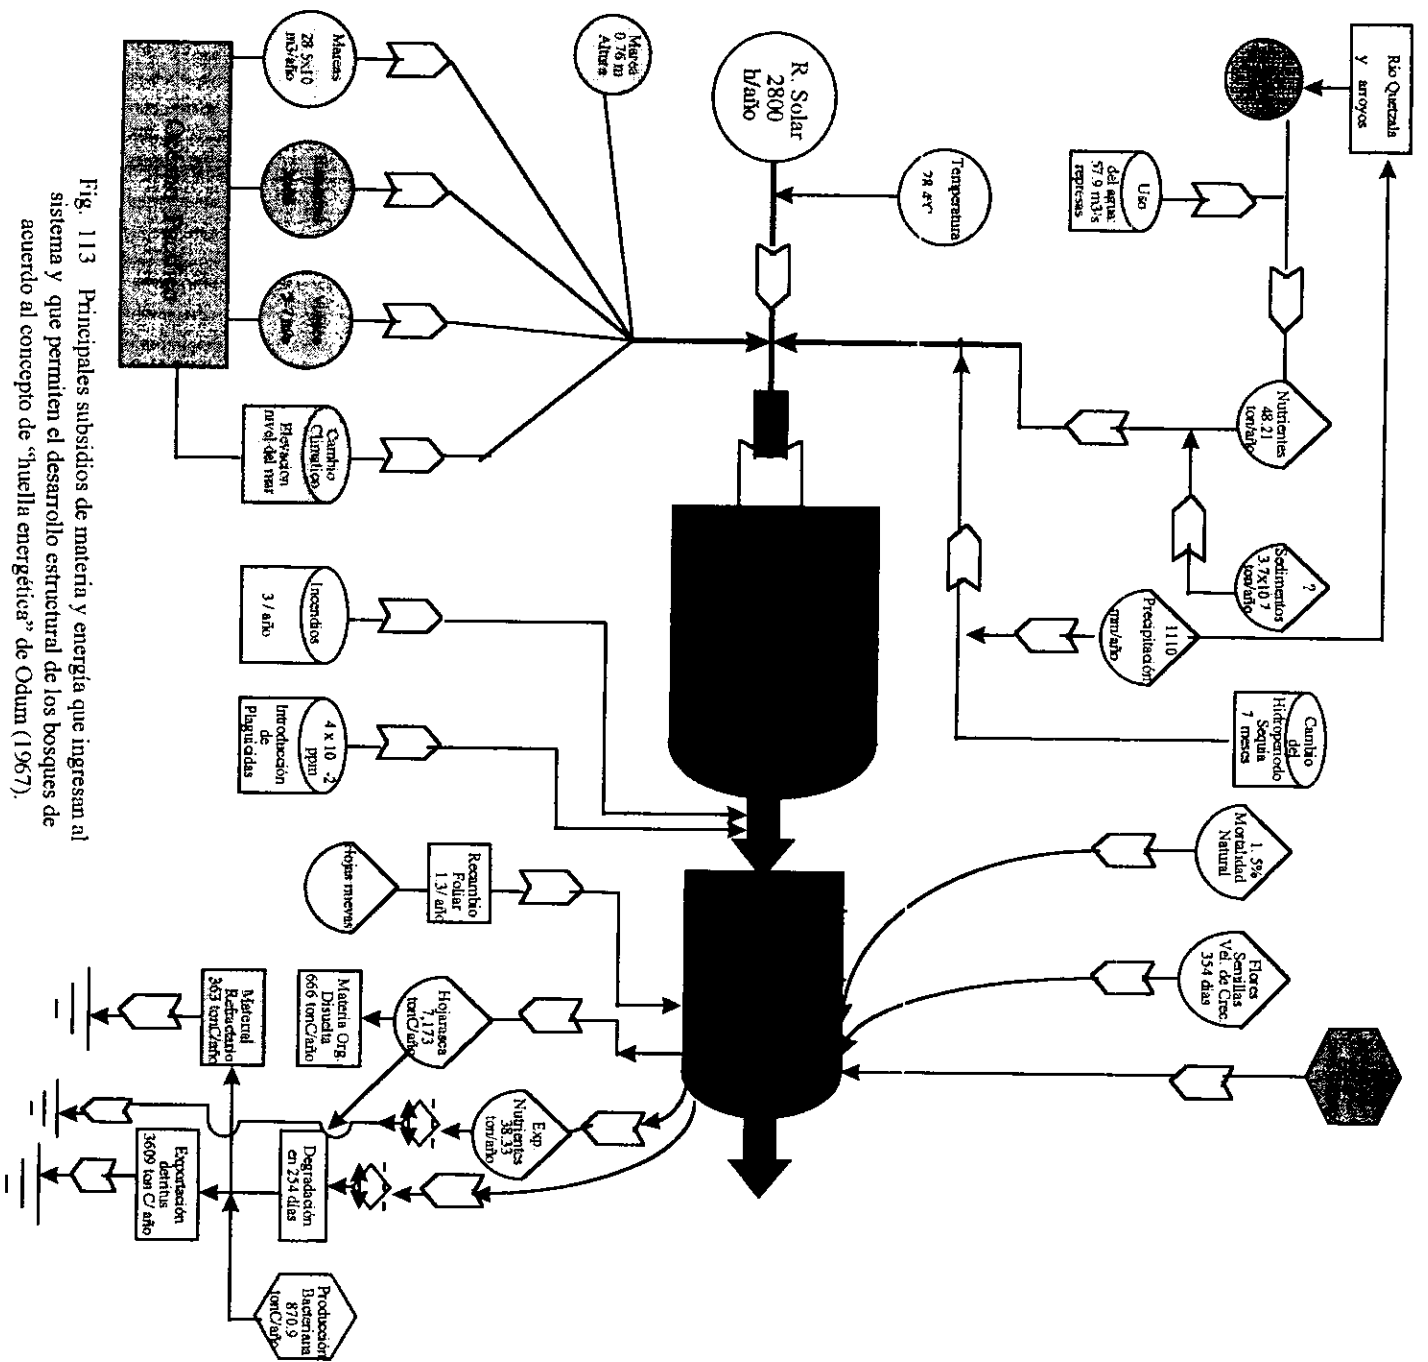 Río Quetzala
y arroyos
Uso
del agua:
57.9 m3/s
represas
Nutrientes
48.21
ton/año
?
Sedimentos
3.7x10 7
ton/año
1110
Precipitación
mm/año
Cambio
del
Hidroperiodo
Sequía
7 meses
Mortalidad
1. 5%
Natural
Flores
Semillas
Vel. de Crec.
354 dias
Temperatura
28 4°C
R. Solar
2800
h/año
Marea
0 76 m
Altura
Mareas
28 5x10
m3/año
Cambio
Climático
Elevación
nivel del mar
Incendios
3 / año
4 x 10 -2
ppm
Introducción
de
Plaguicidas
Recambio
Foliar
1.3/ año
Hojas nuevas
Hojarasca
7,173
tonC/año
Materia Org.
Disuelta
666 tonC/año
Material
Refractario
363 tonC/año
Exp.
Nutrientes
38.33
ton/año
Degradación
en 254 días
Exportación
detritus
3609 ton C/ año
Producción
Bacteriana
870.9
tonC/año
Fig. 113 Principales subsidios de materia y energía que ingresan al
sistema y que permiten el desarrollo estructural de los bosques de
acuerdo al concepto de “huella energética” de Odum (1967).